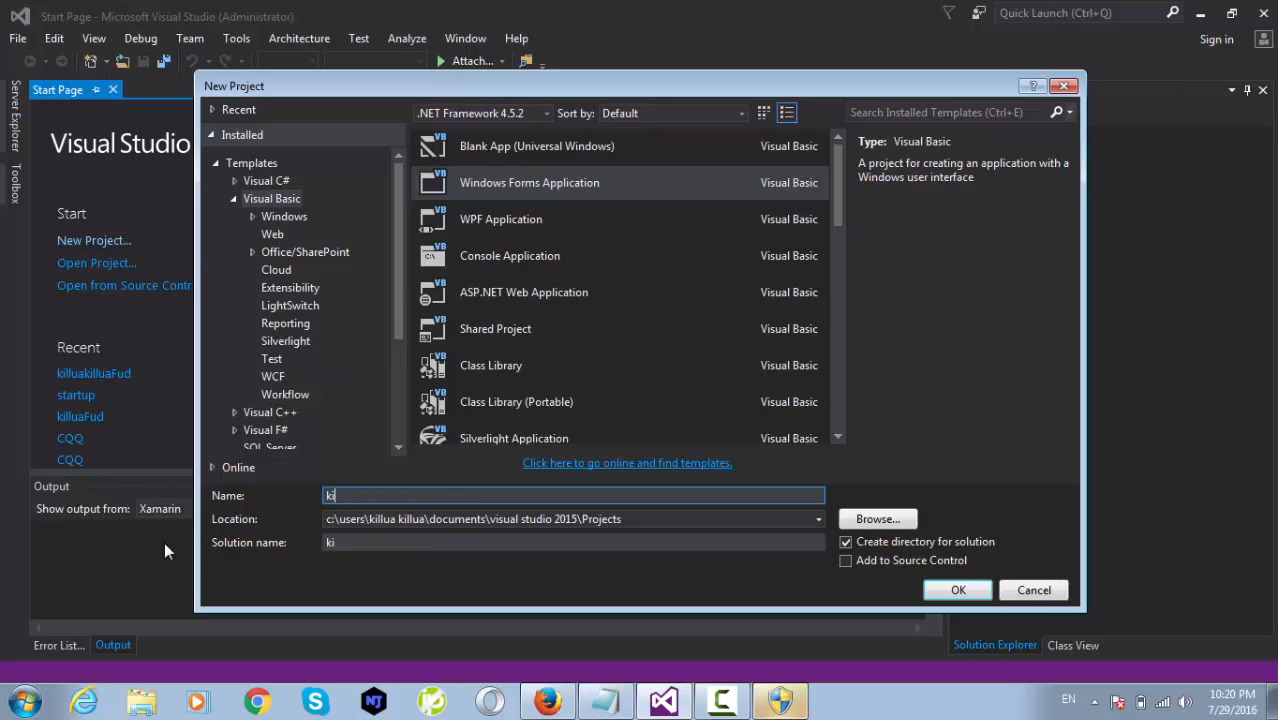 Start Page - Microsoft Visual Studio (Administrator)
Quick Launch (Ctrl+Q)
File Edit View Debug Team Tools Architecture Test Analyze Window Help
Sign in
Attach...
Server Explorer
Toolbox
Start Page
Visual Studio
Start
New Project...
Open Project...
Open from Source Contr
Recent
killuakilluaFud
startup
killuaFud
CQQ
CQQ
Output
Show output from: Xamarin
Error List... Output
New Project
Recent
Installed
Templates
Visual C#
Visual Basic
Windows
Web
Office/SharePoint
Cloud
Extensibility
LightSwitch
Reporting
Silverlight
Test
WCF
Workflow
Visual C++
Visual F#
SQL Server
Online
.NET Framework 4.5.2 Sort by: Default
Search Installed Templates (Ctrl+E)
VB Blank App (Universal Windows) Visual Basic
VB Windows Forms Application Visual Basic
VB WPF Application Visual Basic
VB C:\ Console Application Visual Basic
VB ASP.NET Web Application Visual Basic
VB Shared Project Visual Basic
VB Class Library Visual Basic
VB Class Library (Portable) Visual Basic
VB Silverlight Application Visual Basic
Type: Visual Basic
A project for creating an application with a
Windows user interface
Click here to go online and find templates.
Name: ki
Location: c:\users\killua killua\documents\visual studio 2015\Projects
Browse...
Solution name: ki
Create directory for solution
Add to Source Control
OK Cancel
Solution Explorer Class View
EN
10:20 PM
7/29/2016